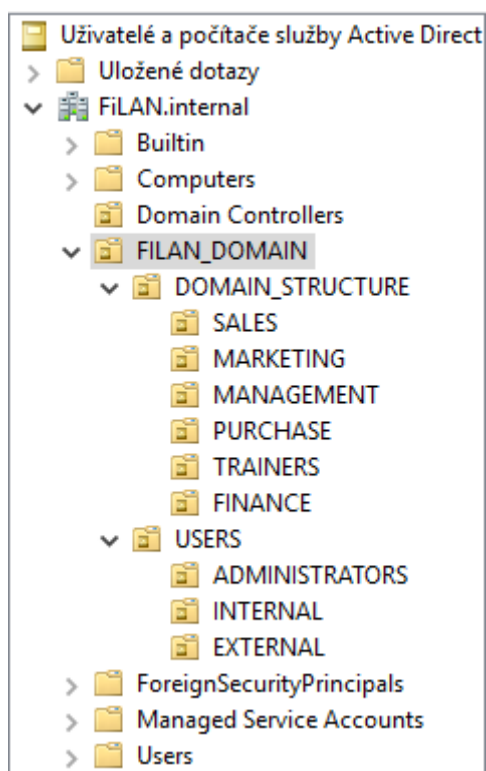 Uživatelé a počítače služby Active Direct
Uložené dotazy
FiLAN.internal
Builtin
Computers
Domain Controllers
FILAN_DOMAIN
DOMAIN_STRUCTURE
SALES
MARKETING
MANAGEMENT
PURCHASE
TRAINERS
FINANCE
USERS
ADMINISTRATORS
INTERNAL
EXTERNAL
ForeignSecurityPrincipals
Managed Service Accounts
Users